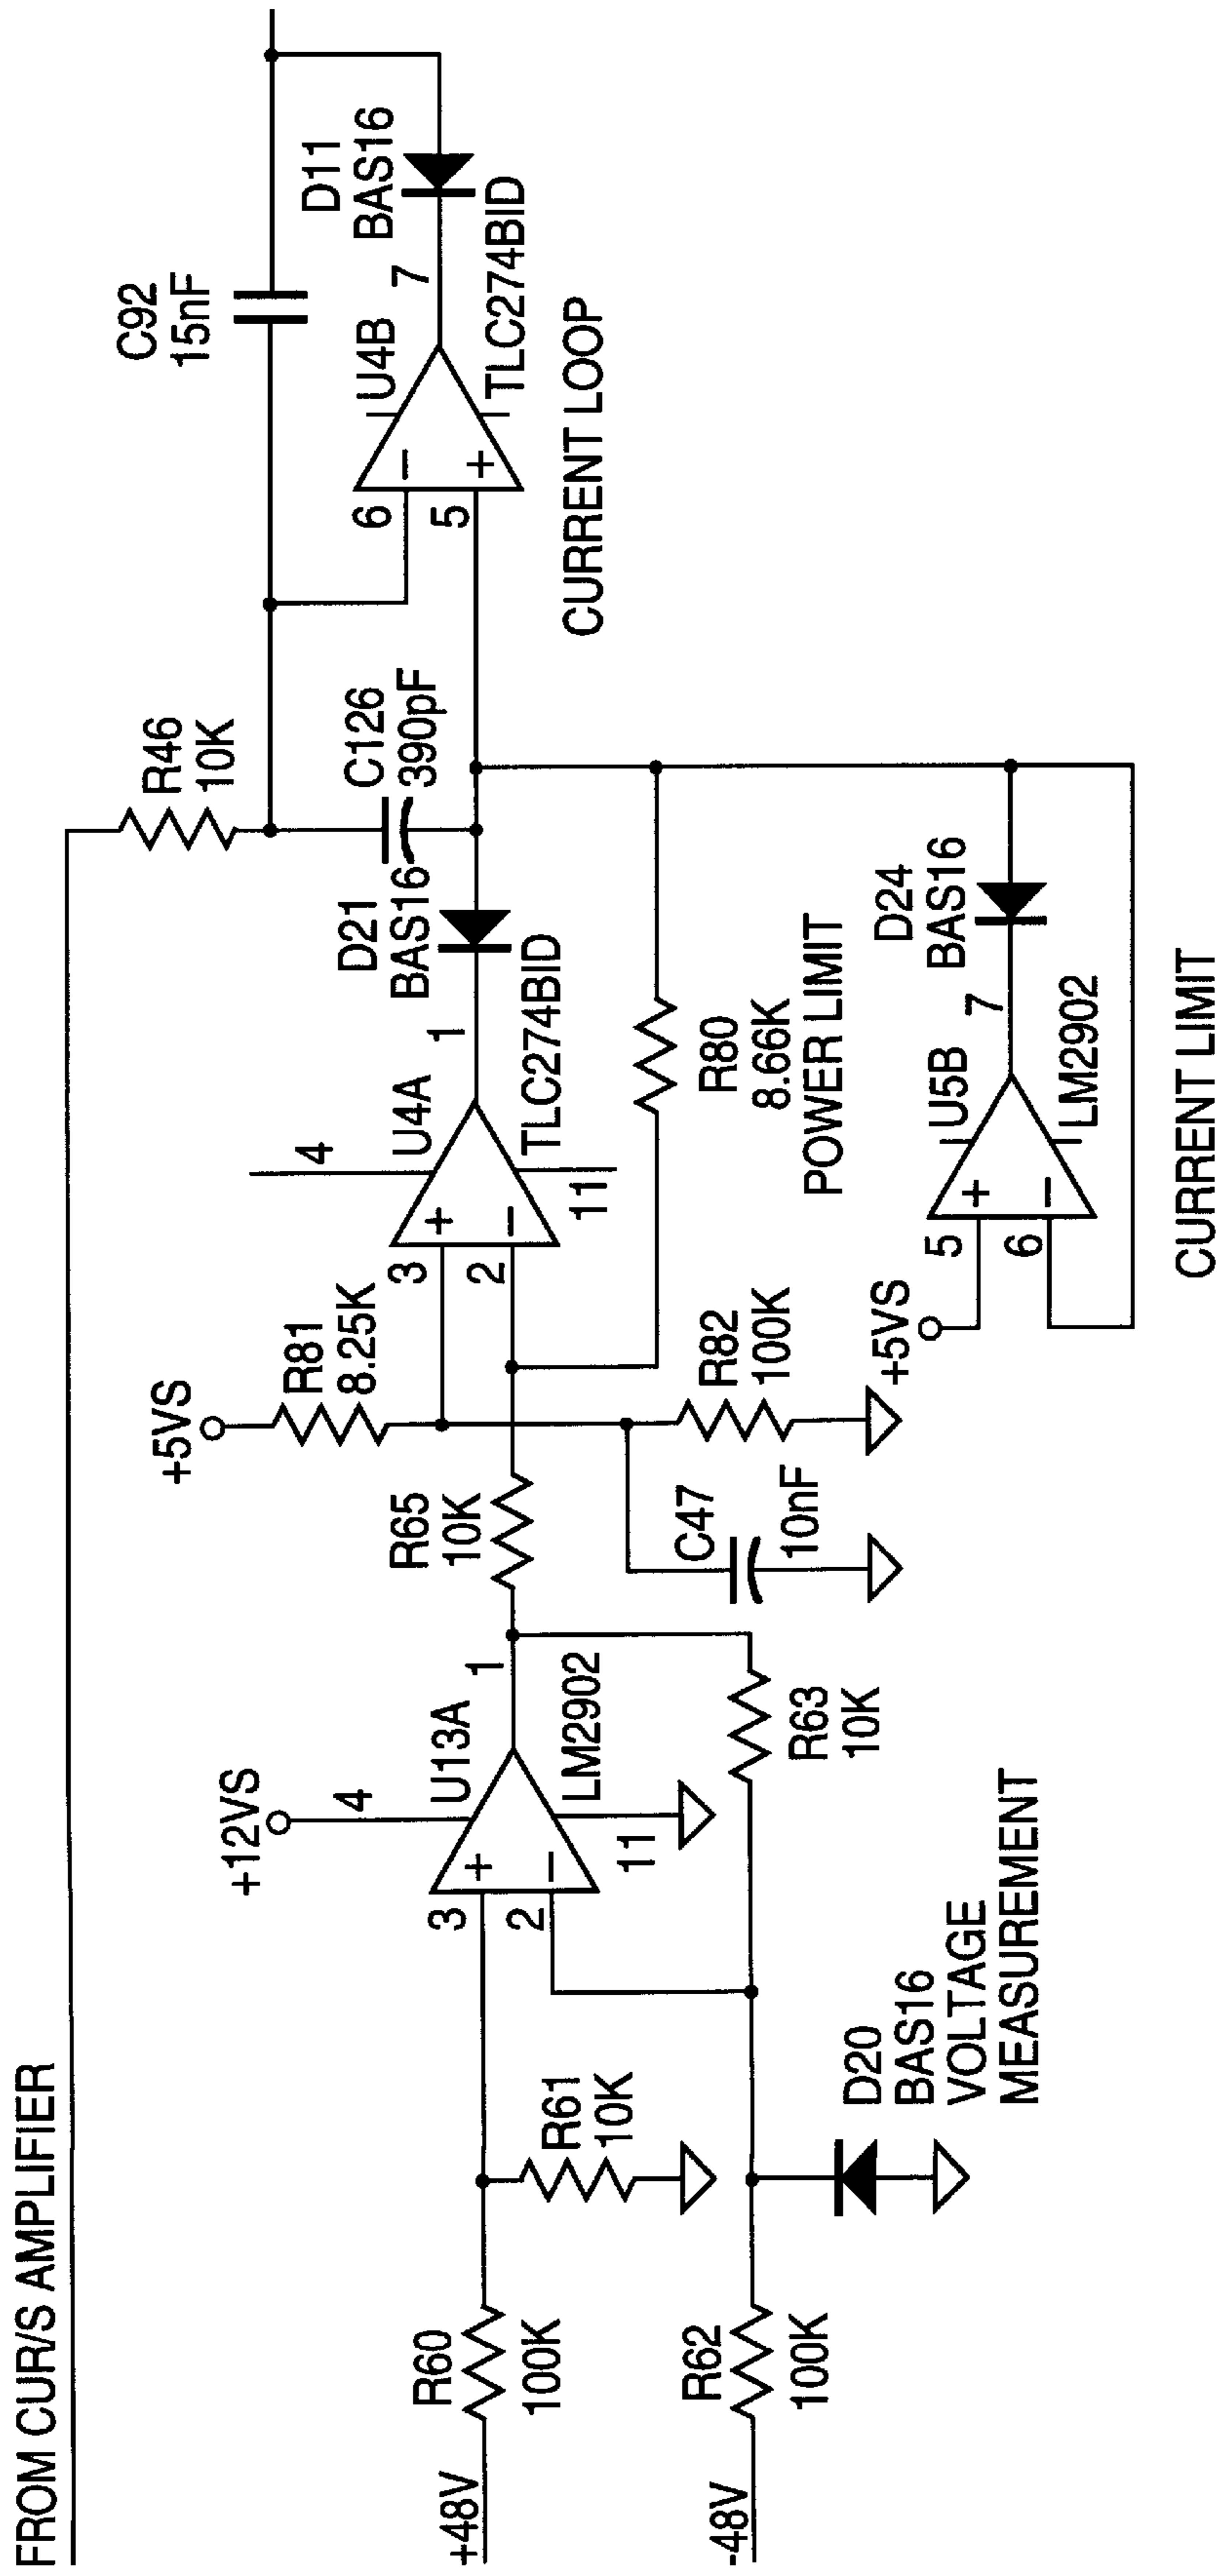 FROM CUR/S AMPLIFIER
+48V
R60
100K
R61
10K
-48V
R62
100K
D20
BAS16
VOLTAGE
MEASUREMENT
+12VS
4
3
2
+
−
U13A
LM2902
11
1
R63
10K
R65
10K
C47
10nF
+5VS
R81
8.25K
R82
100K
3
2
+
−
4
U4A
TLC274BID
11
1
D21
BAS16
R80
8.66K
POWER LIMIT
+5VS
5
6
+
−
U5B
LM2902
7
D24
BAS16
CURRENT LIMIT
R46
10K
C126
390pF
6
5
−
+
U4B
TLC274BID
7
CURRENT LOOP
C92
15nF
D11
BAS16